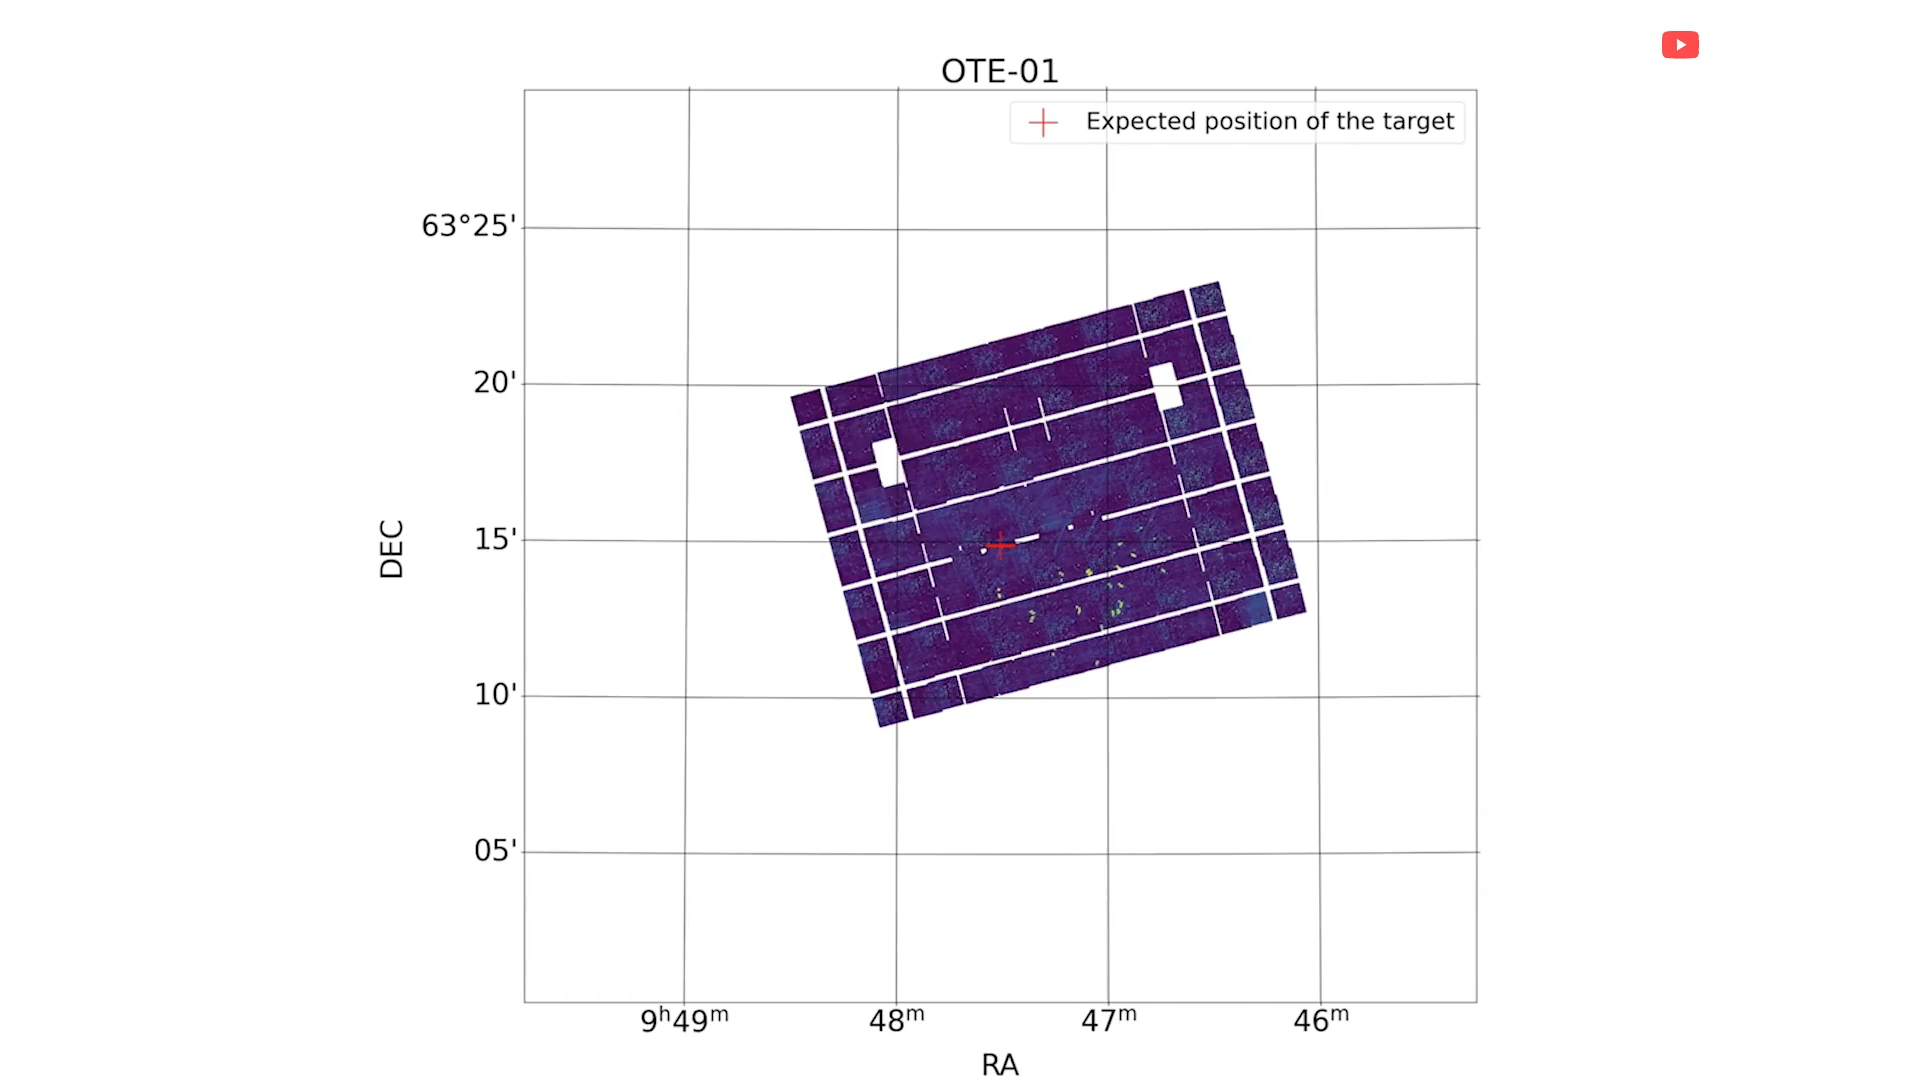 OTE-01
Expected position of the target
63°25'
20'
15'
10'
05'
DEC
9ʰ49ᵐ 48ᵐ 47ᵐ 46ᵐ
RA